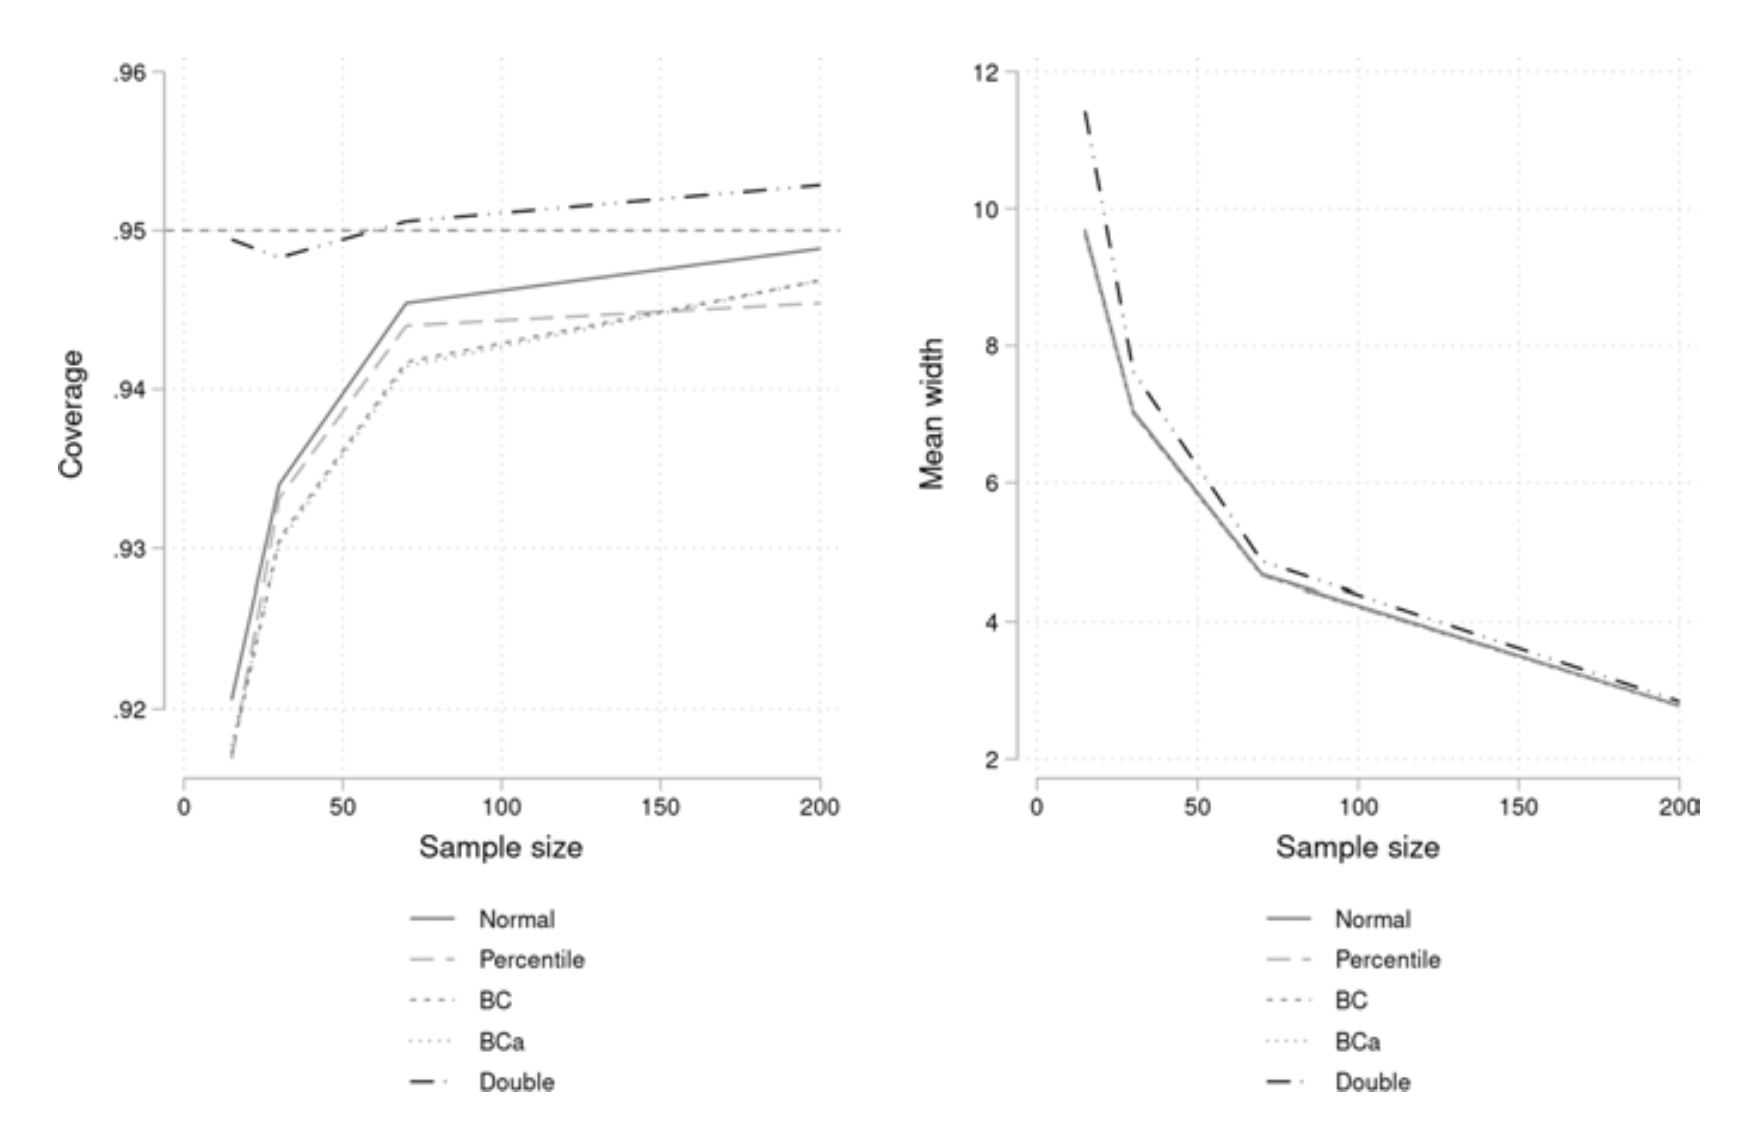 .96
.95
.94
.93
.92
Coverage
0 50 100 150 200
Sample size
Normal
Percentile
BC
BCa
Double
12
10
8
6
4
2
Mean width
0 50 100 150 200
Sample size
Normal
Percentile
BC
BCa
Double